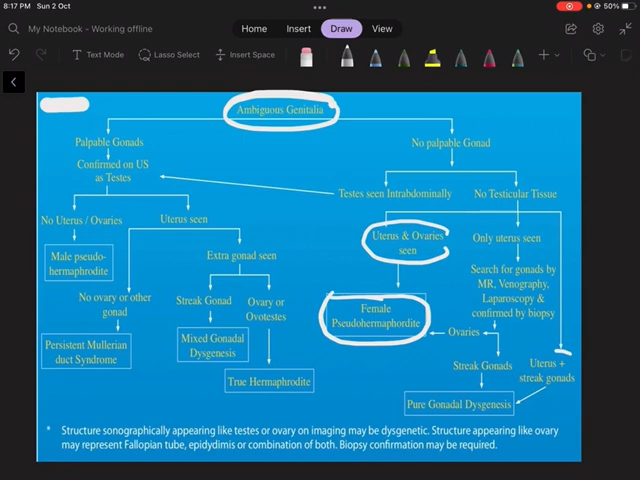 8:17 PM Sun 2 Oct
50%
My Notebook - Working offline
Home Insert Draw View
Text Mode Lasso Select Insert Space
Ambiguous Genitalia
Palpable Gonads
No palpable Gonad
Confirmed on US
as Testes
Testes seen Intrabdominally
No Testicular Tissue
No Uterus / Ovaries
Uterus seen
Uterus & Ovaries
seen
Only uterus seen
Male pseudo-
hermaphrodite
Extra gonad seen
Search for gonads by
MR, Venography,
Laparoscopy &
confirmed by biopsy
No ovary or other
gonad
Streak Gonad
Ovary or
Ovotestes
Female
Pseudohermaphordite
Ovaries
Persistent Mullerian
duct Syndrome
Mixed Gonadal
Dysgenesis
Streak Gonads
Uterus +
streak gonads
True Hermaphrodite
Pure Gonadal Dysgenesis
* Structure sonographically appearing like testes or ovary on imaging may be dysgenetic. Structure appearing like ovary
may represent Fallopian tube, epidydimis or combination of both. Biopsy confirmation may be required.